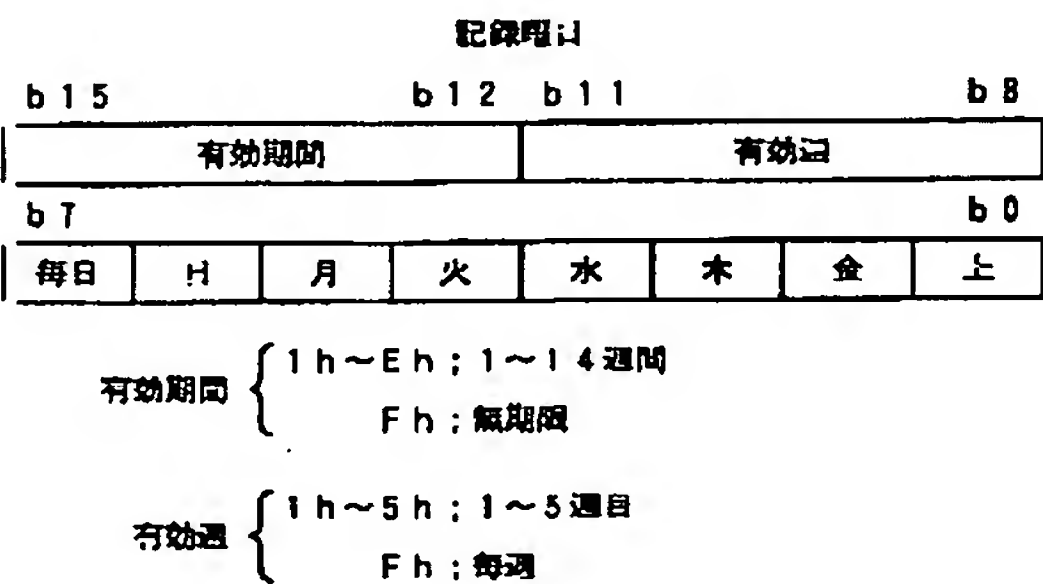 記録曜日
b15 b12 b11 b8
有効期間 有効週
b7 b0
毎日 日 月 火 水 木 金 土
有効期間 { 1h~Eh;1~14週間
Fh;無期限
有効週 { 1h~5h;1~5週目
Fh;毎週